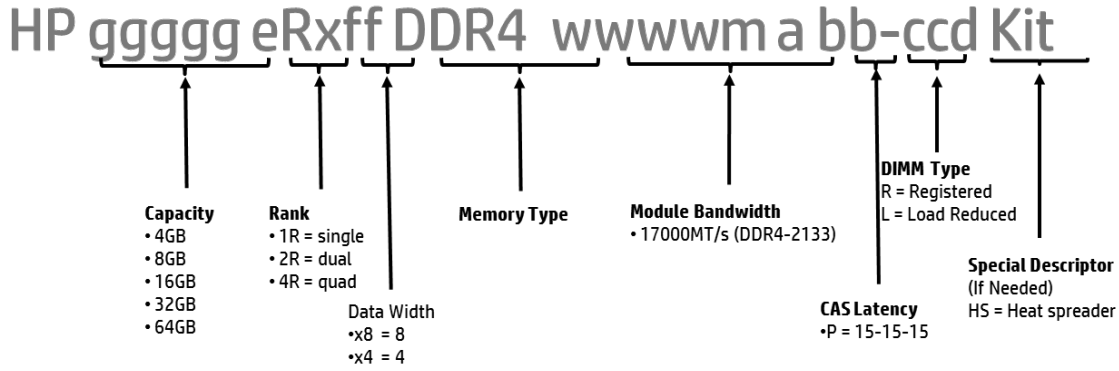 HP ggggg eRxff DDR4 wwwwm a bb-ccd Kit
Capacity
• 4GB
• 8GB
• 16GB
• 32GB
• 64GB
Rank
• 1R = single
• 2R = dual
• 4R = quad
Data Width
•x8 = 8
•x4 = 4
Memory Type
Module Bandwidth
• 17000MT/s (DDR4-2133)
CAS Latency
•P = 15-15-15
DIMM Type
R = Registered
L = Load Reduced
Special Descriptor
(If Needed)
HS = Heat spreader